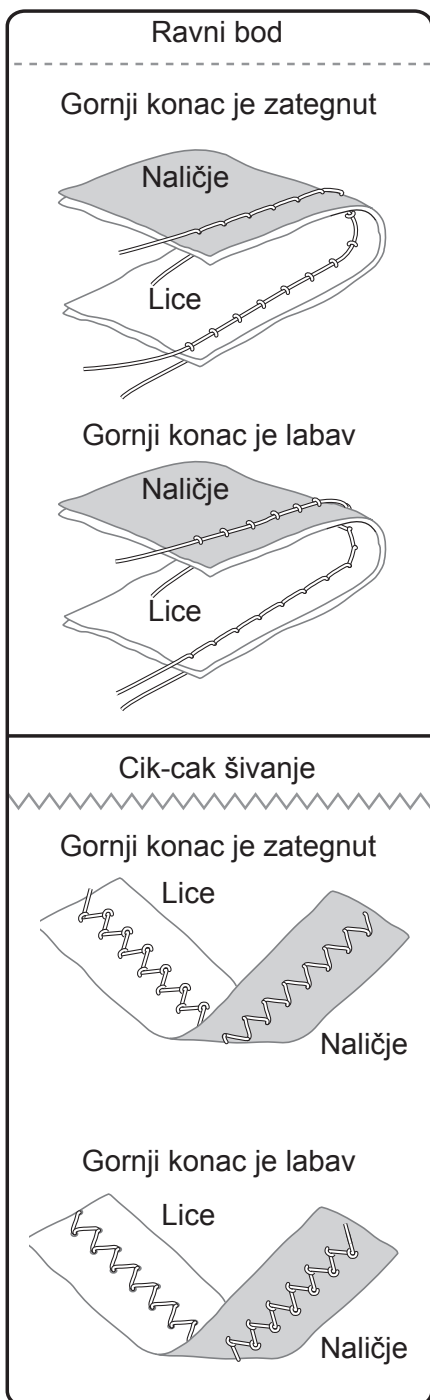 Ravni bod
Gornji konac je zategnut
Naličje
Lice
Gornji konac je labav
Naličje
Lice
Cik-cak šivanje
Gornji konac je zategnut
Lice
Naličje
Gornji konac je labav
Lice
Naličje